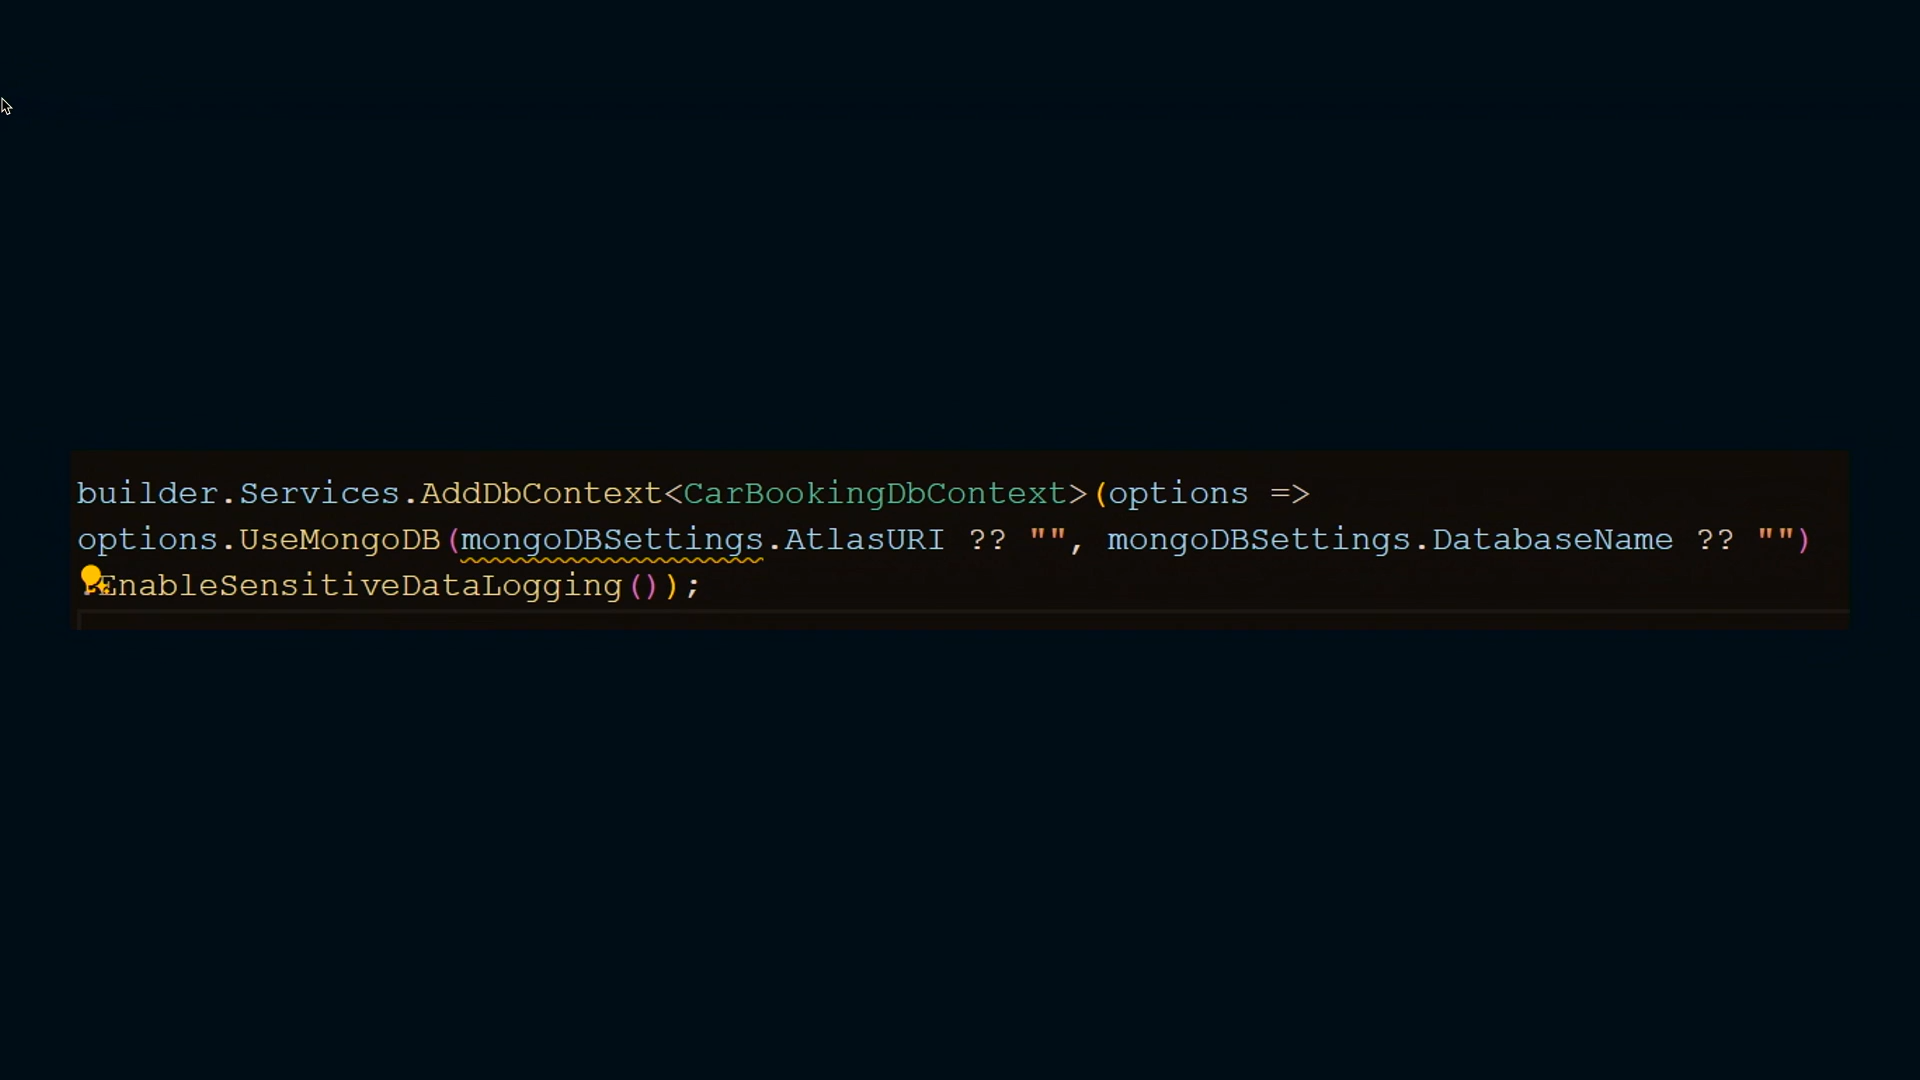 builder.Services.AddDbContext<CarBookingDbContext>(options =>
options.UseMongoDB(mongoDBSettings.AtlasURI ?? "", mongoDBSettings.DatabaseName ?? "")
.EnableSensitiveDataLogging());